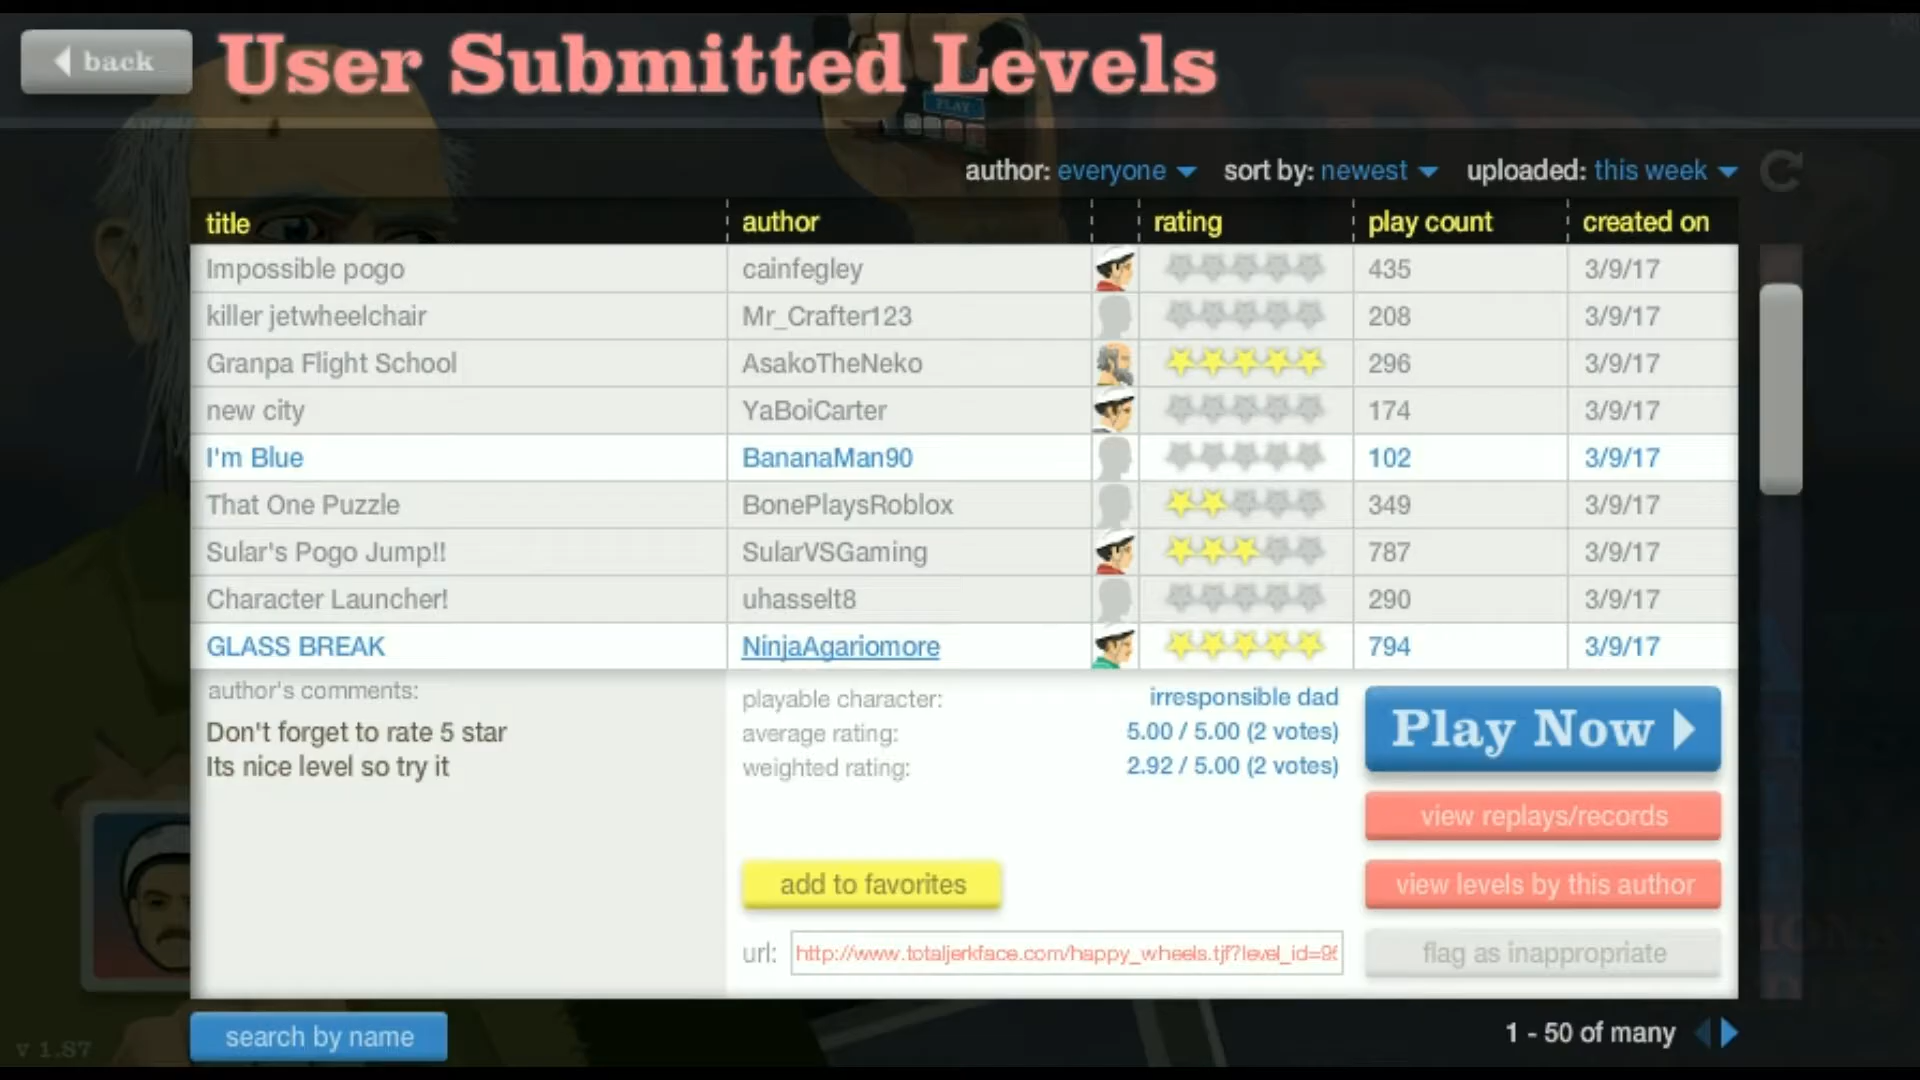 back
User Submitted Levels
PLAY
author: everyone sort by: newest uploaded: this week
title author rating play count created on
Impossible pogo cainfegley 435 3/9/17
killer jetwheelchair Mr_Crafter123 208 3/9/17
Granpa Flight School AsakoTheNeko 296 3/9/17
new city YaBoiCarter 174 3/9/17
I'm Blue BananaMan90 102 3/9/17
That One Puzzle BonePlaysRoblox 349 3/9/17
Sular's Pogo Jump!! SularVSGaming 787 3/9/17
Character Launcher! uhasselt8 290 3/9/17
GLASS BREAK NinjaAgariomore 794 3/9/17
author's comments:
Don't forget to rate 5 star
Its nice level so try it
playable character: irresponsible dad
average rating: 5.00 / 5.00 (2 votes)
weighted rating: 2.92 / 5.00 (2 votes)
Play Now
view replays/records
add to favorites
view levels by this author
url: http://www.totaljerkface.com/happy_wheels.tjf?level_id=9
flag as inappropriate
search by name
1 - 50 of many
v 1.87